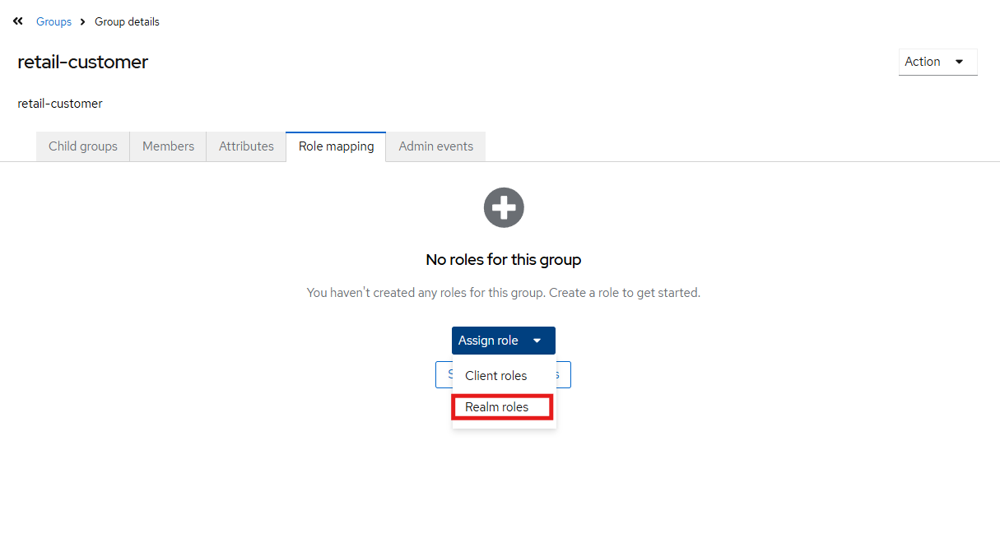 Groups Group details
retail-customer
Action
retail-customer
Child groups Members Attributes Role mapping Admin events
No roles for this group
You haven't created any roles for this group. Create a role to get started.
Assign role
Client roles
Realm roles